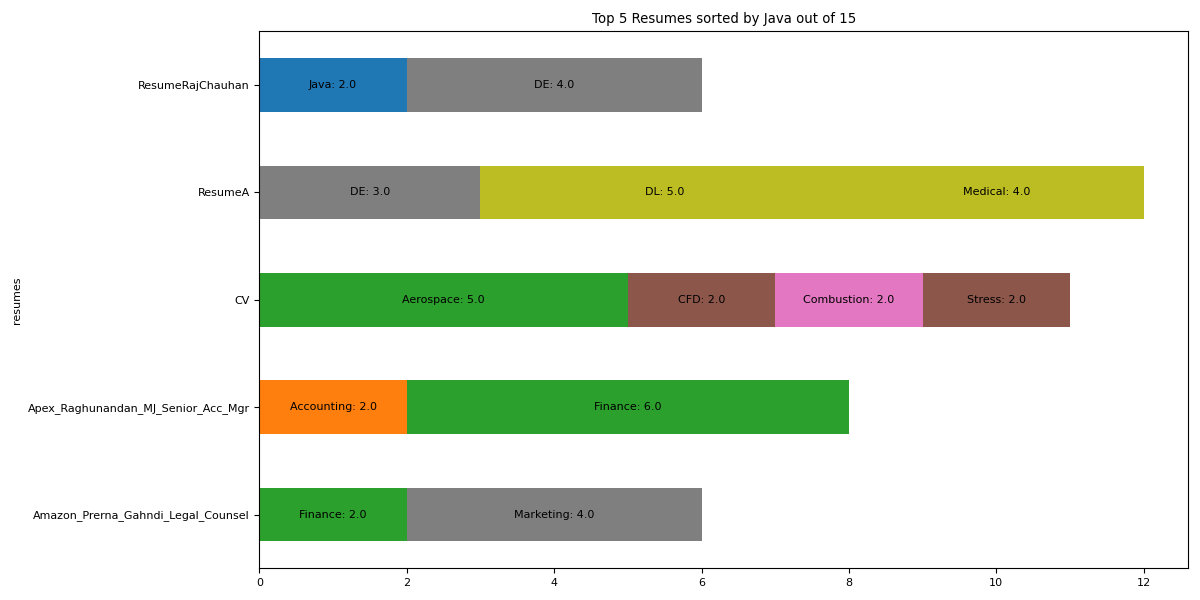 Top 5 Resumes sorted by Java out of 15
resumes
ResumeRajChauhan
Java: 2.0
DE: 4.0
ResumeA
DE: 3.0
DL: 5.0
Medical: 4.0
CV
Aerospace: 5.0
CFD: 2.0
Combustion: 2.0
Stress: 2.0
Apex_Raghunandan_MJ_Senior_Acc_Mgr
Accounting: 2.0
Finance: 6.0
Amazon_Prerna_Gahndi_Legal_Counsel
Finance: 2.0
Marketing: 4.0
0 2 4 6 8 10 12